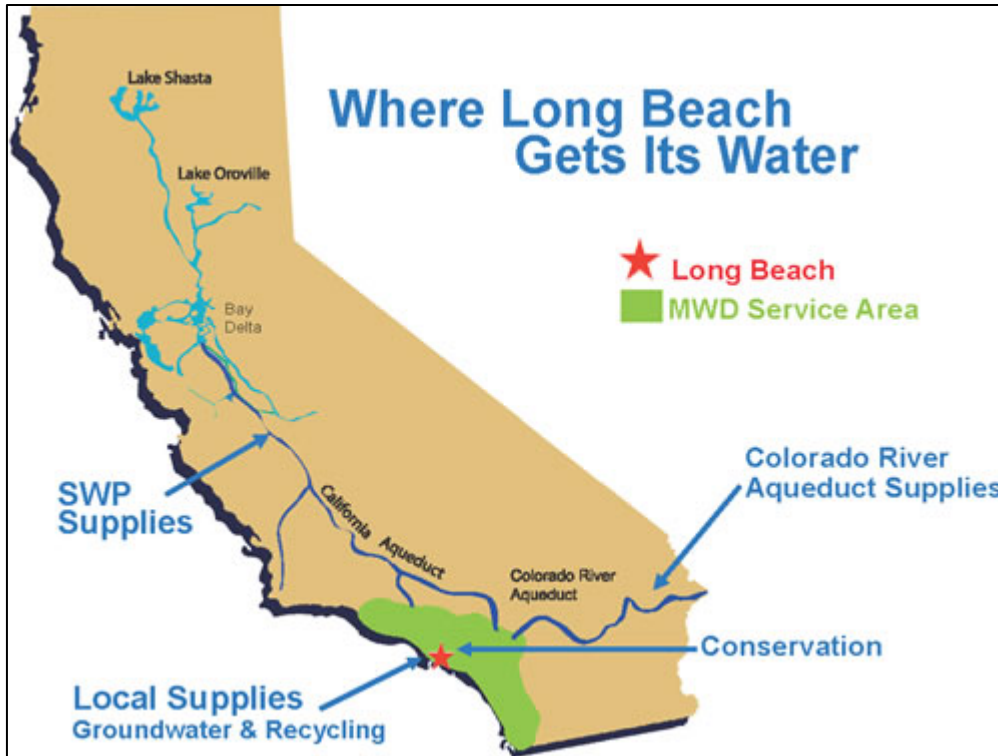 Where Long Beach
Gets Its Water
Lake Shasta
Lake Oroville
Long Beach
MWD Service Area
Bay
Delta
SWP
Supplies
Colorado River
Aqueduct Supplies
California Aqueduct
Colorado River
Aqueduct
Conservation
Local Supplies
Groundwater & Recycling